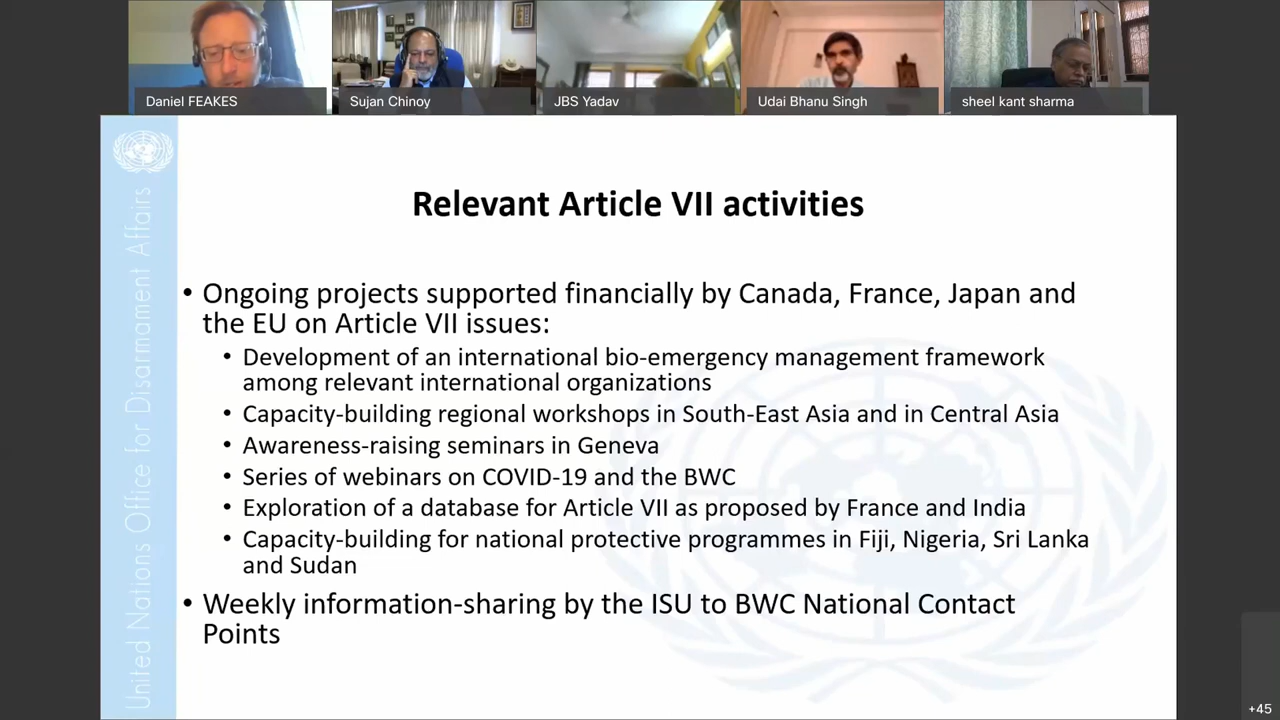 Daniel FEAKES
Sujan Chinoy
JBS Yadav
Udai Bhanu Singh
sheel kant sharma
United Nations Office for Disarmament Affairs
Relevant Article VII activities
• Ongoing projects supported financially by Canada, France, Japan and
the EU on Article VII issues:
• Development of an international bio-emergency management framework
among relevant international organizations
• Capacity-building regional workshops in South-East Asia and in Central Asia
• Awareness-raising seminars in Geneva
• Series of webinars on COVID-19 and the BWC
• Exploration of a database for Article VII as proposed by France and India
• Capacity-building for national protective programmes in Fiji, Nigeria, Sri Lanka
and Sudan
• Weekly information-sharing by the ISU to BWC National Contact
Points
+45